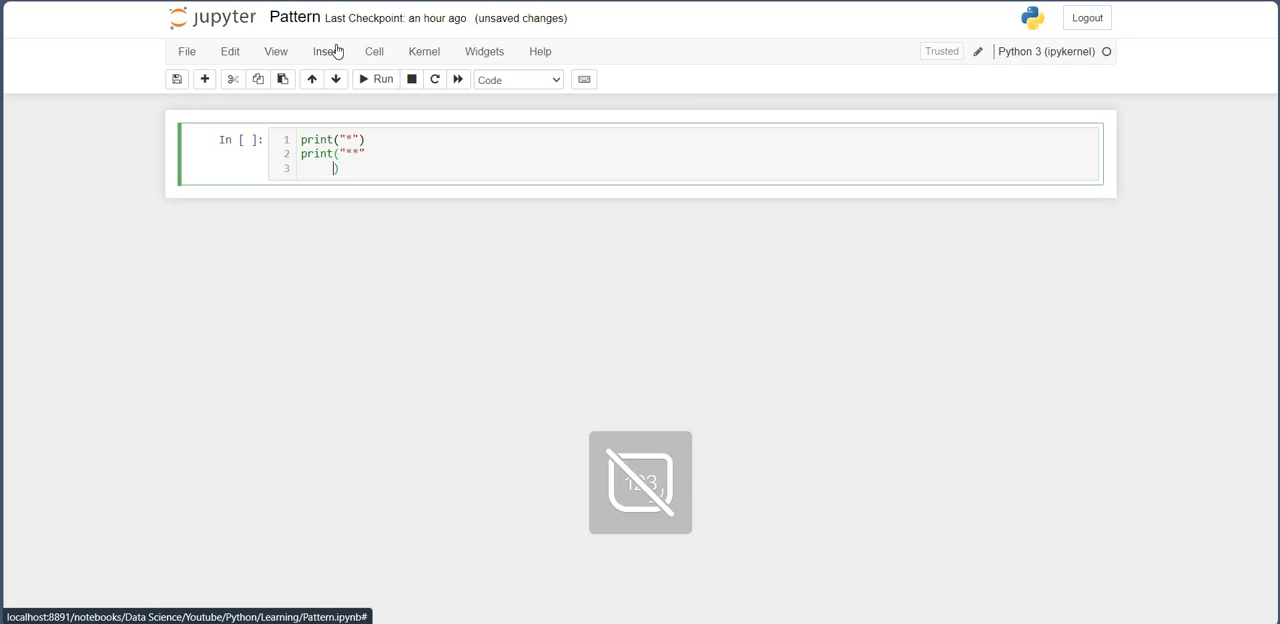 jupyter Pattern Last Checkpoint: an hour ago (unsaved changes) Logout
File Edit View Insert Cell Kernel Widgets Help Trusted Python 3 (ipykernel)
Run Code
In [ ]: 1 print("*")
2 print("**"
3 )
123
localhost:8891/notebooks/Data Science/Youtube/Python/Learning/Pattern.ipynb#